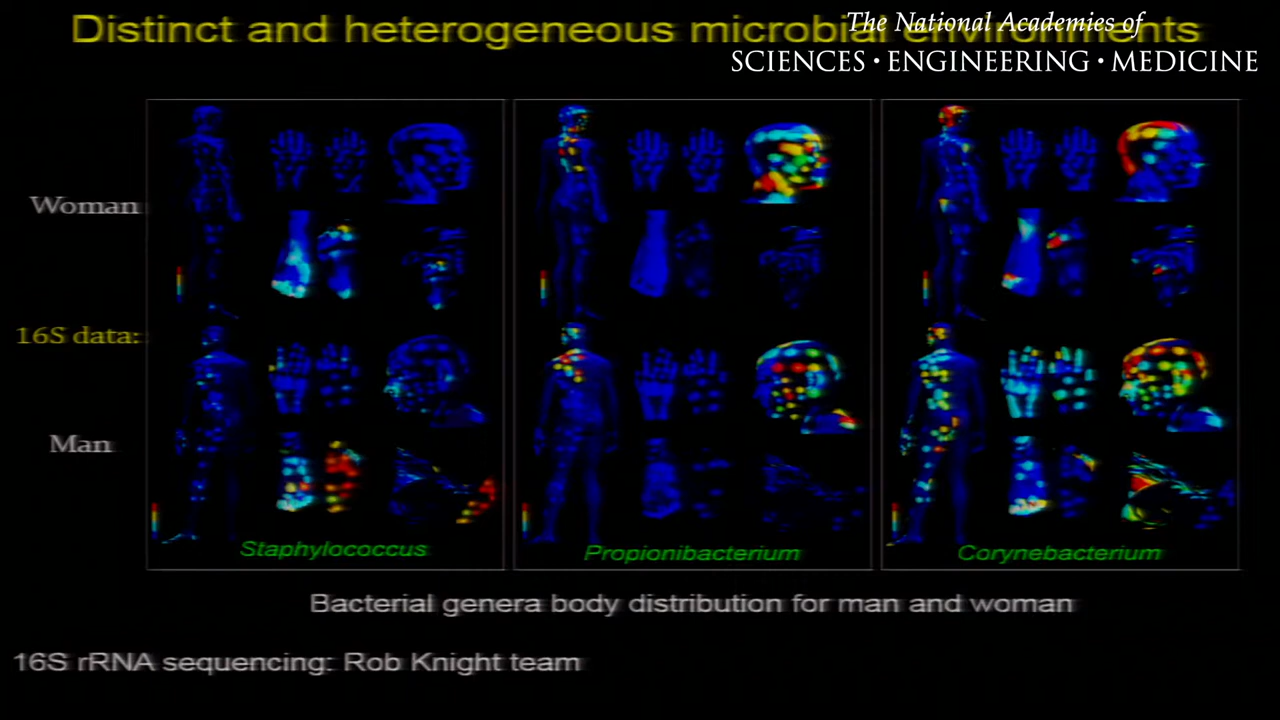 Distinct and heterogeneous microbial environments
The National Academies of
SCIENCES • ENGINEERING • MEDICINE
Woman
16S data:
Man
Staphylococcus
Propionibacterium
Corynebacterium
Bacterial genera body distribution for man and woman
16S rRNA sequencing: Rob Knight team